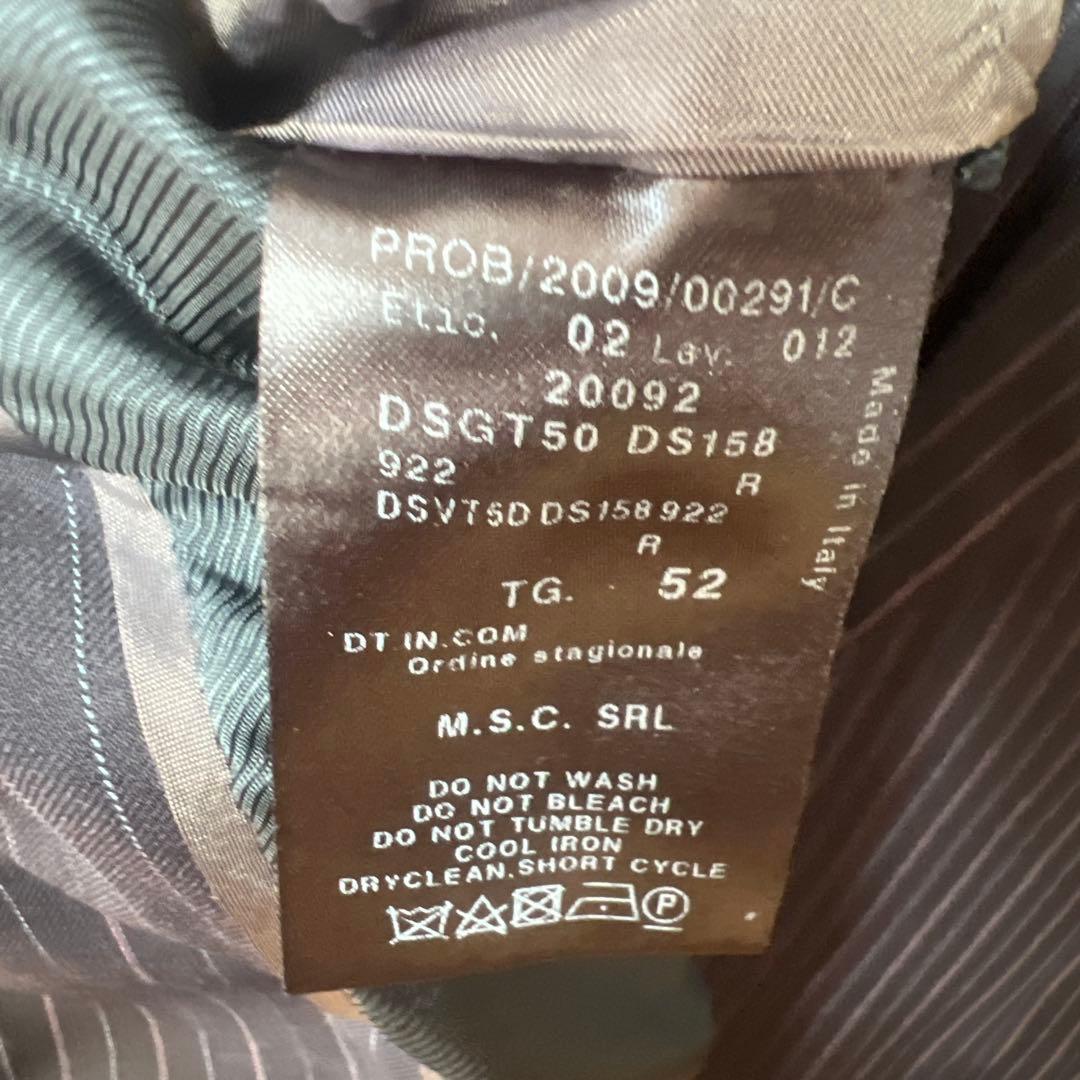 PROB/2009/00291/C
Etic. 02 Lav. 012
20092
DSGT50 DS158
922 R
DSVT5D DS158922
R
TG. 52
DT IN.COM
Ordine stagionale
M.S.C. SRL
DO NOT WASH
DO NOT BLEACH
DO NOT TUMBLE DRY
COOL IRON
DRYCLEAN.SHORT CYCLE
P
Made in Italy